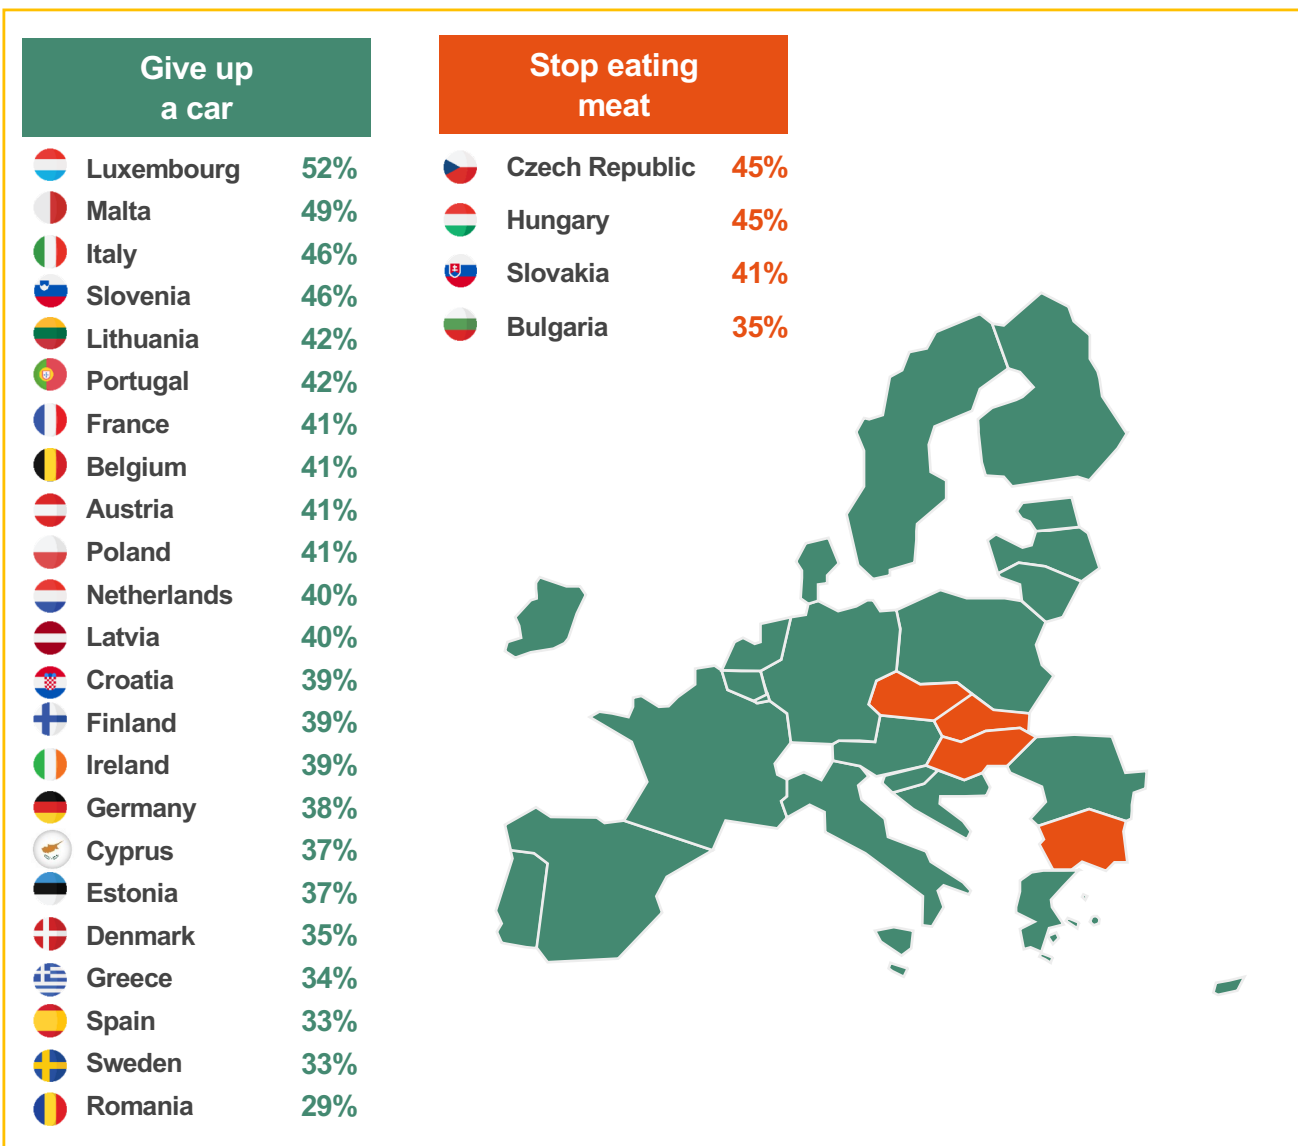 Give up
a car
Luxembourg 52%
Malta 49%
Italy 46%
Slovenia 46%
Lithuania 42%
Portugal 42%
France 41%
Belgium 41%
Austria 41%
Poland 41%
Netherlands 40%
Latvia 40%
Croatia 39%
Finland 39%
Ireland 39%
Germany 38%
Cyprus 37%
Estonia 37%
Denmark 35%
Greece 34%
Spain 33%
Sweden 33%
Romania 29%
Stop eating
meat
Czech Republic 45%
Hungary 45%
Slovakia 41%
Bulgaria 35%